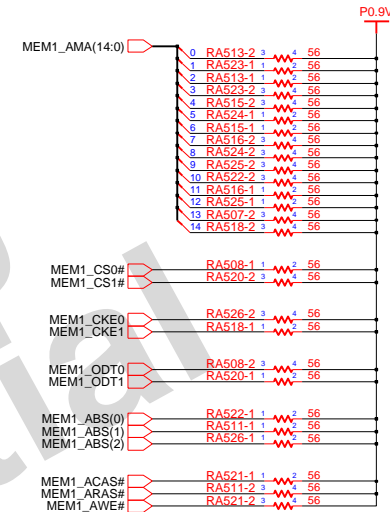 P0.9V
MEM1_AMA(14:0)
0 RA513-2 3 4 56
1 RA523-1 1 2 56
2 RA513-1 1 2 56
3 RA523-2 3 4 56
4 RA515-2 3 4 56
5 RA524-1 1 2 56
6 RA515-1 1 2 56
7 RA516-2 3 4 56
8 RA524-2 3 4 56
9 RA525-2 3 4 56
10 RA522-2 3 4 56
11 RA516-1 1 2 56
12 RA525-1 1 2 56
13 RA507-2 3 4 56
14 RA518-2 3 4 56
MEM1_CS0# RA508-1 1 2 56
MEM1_CS1# RA520-2 3 4 56
MEM1_CKE0 RA526-2 3 4 56
MEM1_CKE1 RA518-1 1 2 56
MEM1_ODT0 RA508-2 3 4 56
MEM1_ODT1 RA520-1 1 2 56
MEM1_ABS(0) RA522-1 1 2 56
MEM1_ABS(1) RA511-1 1 2 56
MEM1_ABS(2) RA526-1 1 2 56
MEM1_ACAS# RA521-1 1 2 56
MEM1_ARAS# RA511-2 3 4 56
MEM1_AWE# RA521-2 3 4 56
tial